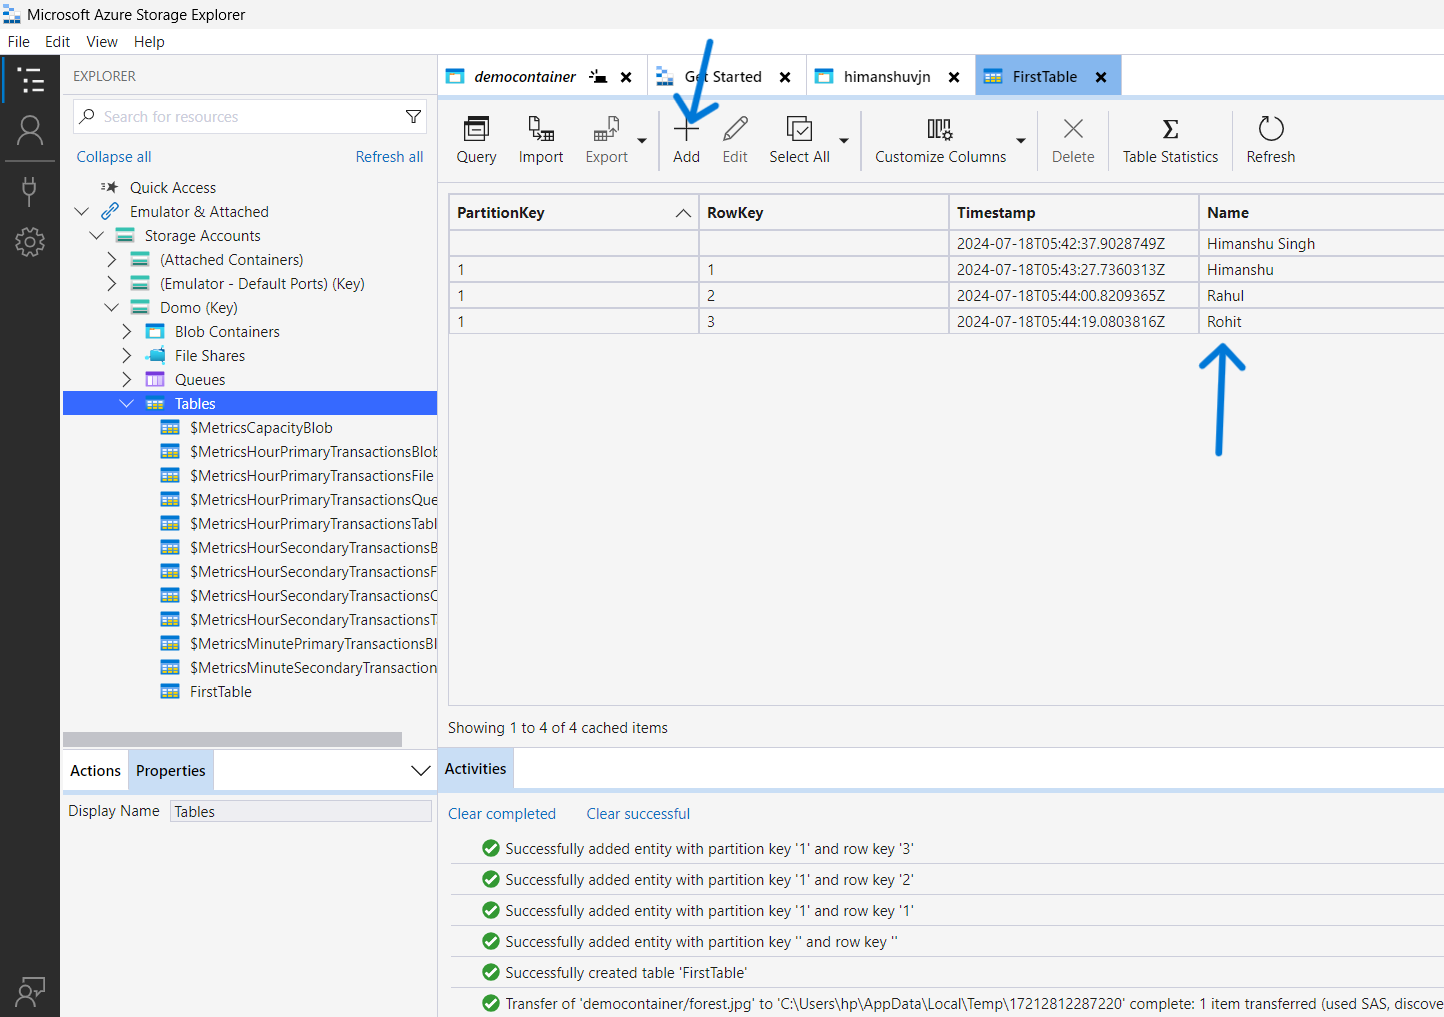 Microsoft Azure Storage Explorer
File Edit View Help
EXPLORER
Search for resources
Collapse all Refresh all
Quick Access
Emulator & Attached
Storage Accounts
(Attached Containers)
(Emulator - Default Ports) (Key)
Domo (Key)
Blob Containers
File Shares
Queues
Tables
$MetricsCapacityBlob
$MetricsHourPrimaryTransactionsBlob
$MetricsHourPrimaryTransactionsFile
$MetricsHourPrimaryTransactionsQue
$MetricsHourPrimaryTransactionsTabl
$MetricsHourSecondaryTransactionsB
$MetricsHourSecondaryTransactionsF
$MetricsHourSecondaryTransactionsC
$MetricsHourSecondaryTransactionsT
$MetricsMinutePrimaryTransactionsBl
$MetricsMinuteSecondaryTransaction
FirstTable
Actions Properties
Display Name Tables
democontainer Get Started himanshuvjn FirstTable
Query Import Export Add Edit Select All Customize Columns Delete Table Statistics Refresh
PartitionKey RowKey Timestamp Name
2024-07-18T05:42:37.9028749Z Himanshu Singh
1 1 2024-07-18T05:43:27.7360313Z Himanshu
1 2 2024-07-18T05:44:00.8209365Z Rahul
1 3 2024-07-18T05:44:19.0803816Z Rohit
Showing 1 to 4 of 4 cached items
Activities
Clear completed Clear successful
Successfully added entity with partition key '1' and row key '3'
Successfully added entity with partition key '1' and row key '2'
Successfully added entity with partition key '1' and row key '1'
Successfully added entity with partition key '' and row key ''
Successfully created table 'FirstTable'
Transfer of 'democontainer/forest.jpg' to 'C:\Users\hp\AppData\Local\Temp\17212812287220' complete: 1 item transferred (used SAS, discove